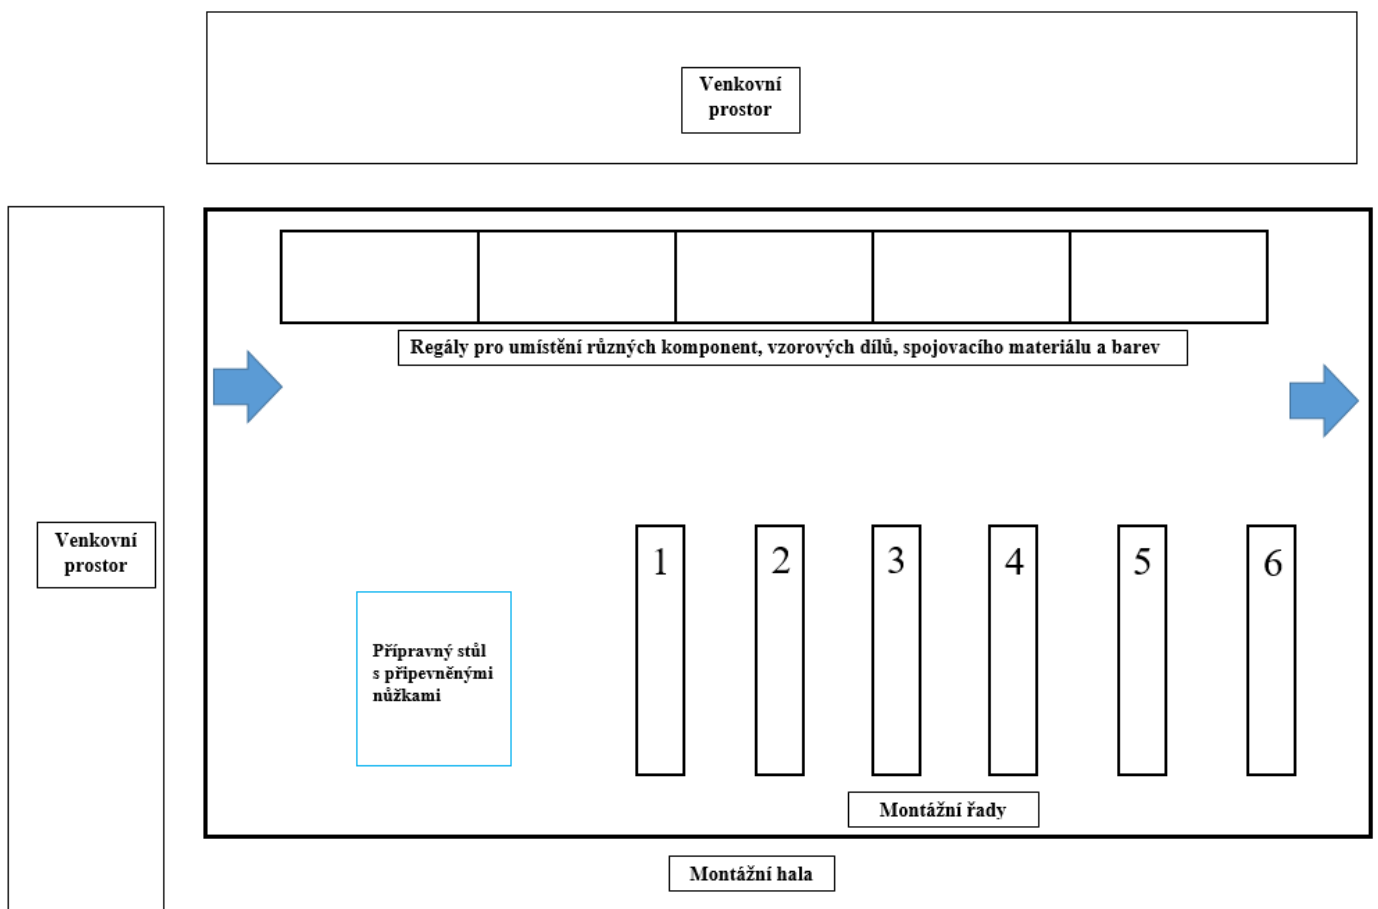 Venkovní
prostor
Regály pro umístění různých komponent, vzorových dílů, spojovacího materiálu a barev
Venkovní
prostor
1
2
3
4
5
6
Přípravný stůl
s připevněnými
nůžkami
Montážní řady
Montážní hala